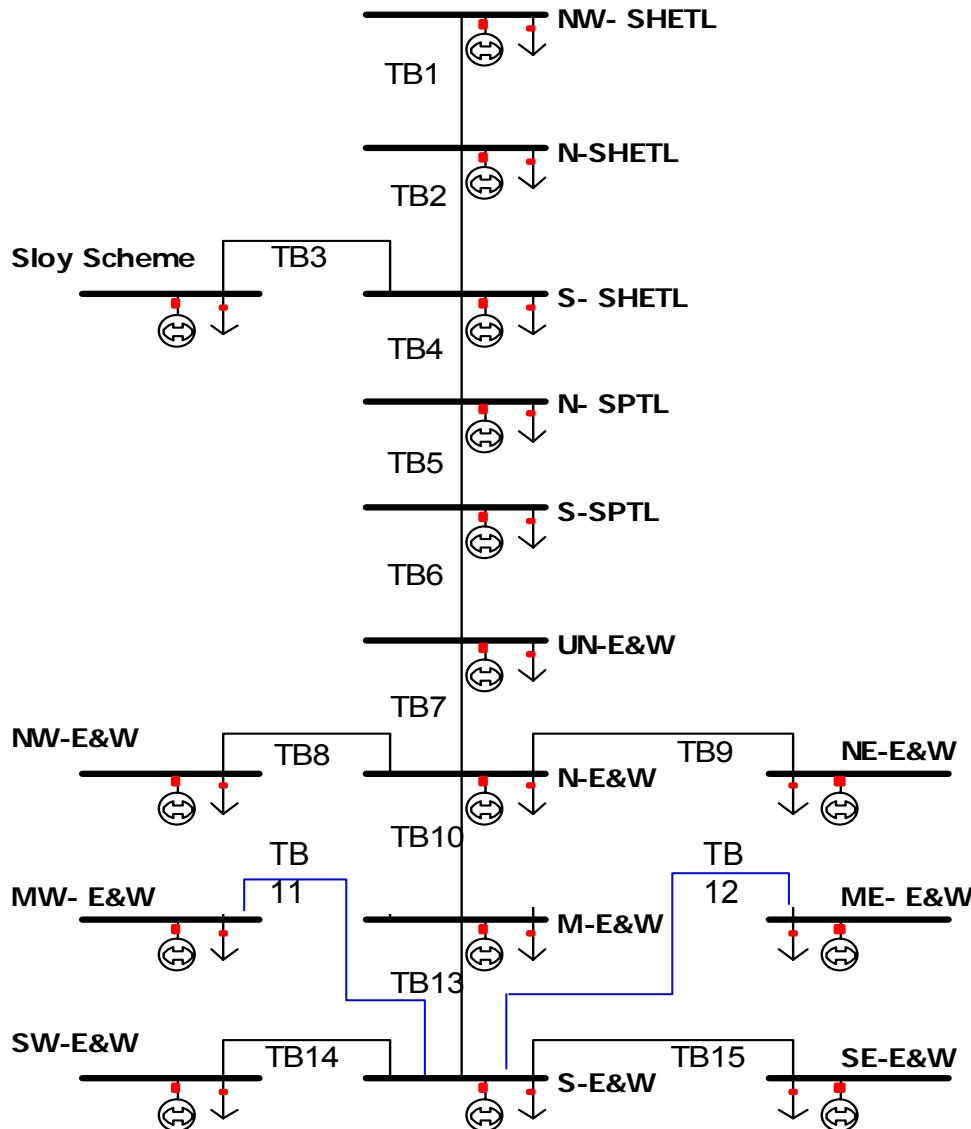 NW- SHETL
TB1
N-SHETL
TB2
Sloy Scheme
TB3
S- SHETL
TB4
N- SPTL
TB5
S-SPTL
TB6
UN-E&W
TB7
NW-E&W
TB8
N-E&W
TB9
NE-E&W
TB10
TB
11
TB
12
MW- E&W
M-E&W
ME- E&W
TB13
SW-E&W
TB14
S-E&W
TB15
SE-E&W